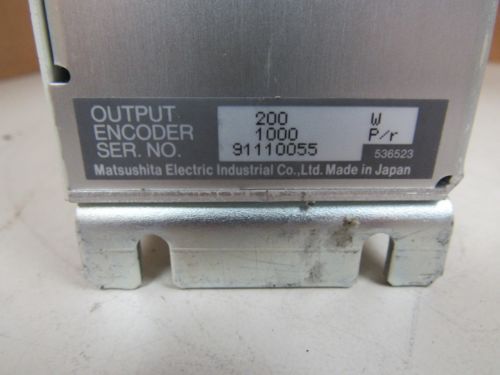 OUTPUT 200 W
ENCODER 1000 P/r
SER. NO. 91110055 536523
Matsushita Electric Industrial Co.,Ltd. Made in Japan